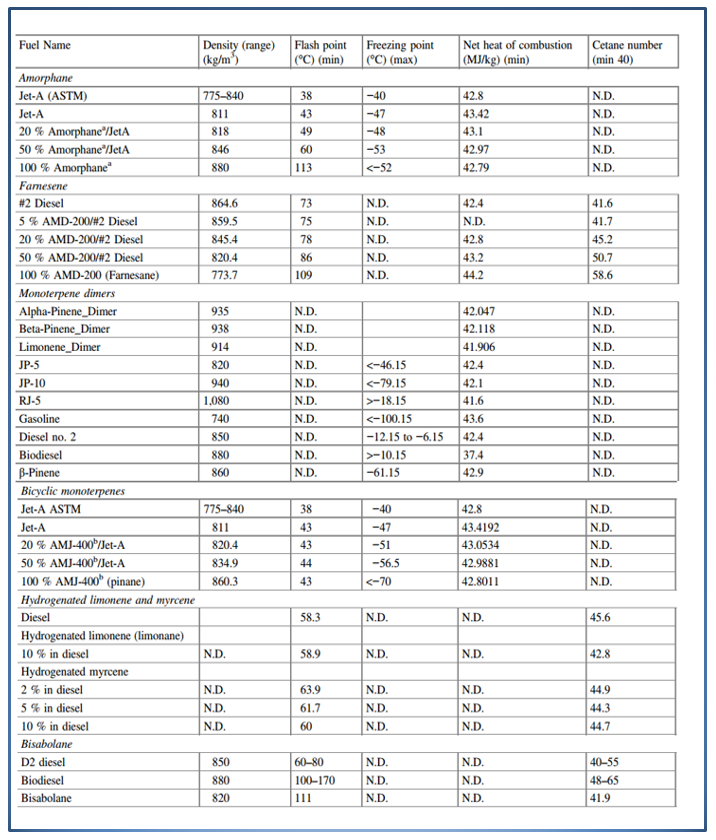 Fuel Name Density (range) (kg/m³) Flash point (°C) (min) Freezing point (°C) (max) Net heat of combustion (MJ/kg) (min) Cetane number (min 40)
Amorphane
Jet-A (ASTM) 775–840 38 −40 42.8 N.D.
Jet-A 811 43 −47 43.42 N.D.
20 % Amorphaneᵃ/JetA 818 49 −48 43.1 N.D.
50 % Amorphaneᵃ/JetA 846 60 −53 42.97 N.D.
100 % Amorphaneᵃ 880 113 <−52 42.79 N.D.
Farnesene
#2 Diesel 864.6 73 N.D. 42.4 41.6
5 % AMD-200/#2 Diesel 859.5 75 N.D. N.D. 41.7
20 % AMD-200/#2 Diesel 845.4 78 N.D. 42.8 45.2
50 % AMD-200/#2 Diesel 820.4 86 N.D. 43.2 50.7
100 % AMD-200 (Farnesane) 773.7 109 N.D. 44.2 58.6
Monoterpene dimers
Alpha-Pinene_Dimer 935 N.D. 42.047 N.D.
Beta-Pinene_Dimer 938 N.D. 42.118 N.D.
Limonene_Dimer 914 N.D. 41.906 N.D.
JP-5 820 N.D. <−46.15 42.4 N.D.
JP-10 940 N.D. <−79.15 42.1 N.D.
RJ-5 1,080 N.D. >−18.15 41.6 N.D.
Gasoline 740 N.D. <−100.15 43.6 N.D.
Diesel no. 2 850 N.D. −12.15 to −6.15 42.4 N.D.
Biodiesel 880 N.D. >−10.15 37.4 N.D.
β-Pinene 860 N.D. −61.15 42.9 N.D.
Bicyclic monoterpenes
Jet-A ASTM 775–840 38 −40 42.8 N.D.
Jet-A 811 43 −47 43.4192 N.D.
20 % AMJ-400ᵇ/Jet-A 820.4 43 −51 43.0534 N.D.
50 % AMJ-400ᵇ/Jet-A 834.9 44 −56.5 42.9881 N.D.
100 % AMJ-400ᵇ (pinane) 860.3 43 <−70 42.8011 N.D.
Hydrogenated limonene and myrcene
Diesel 58.3 N.D. N.D. 45.6
Hydrogenated limonene (limonane)
10 % in diesel N.D. 58.9 N.D. N.D. 42.8
Hydrogenated myrcene
2 % in diesel N.D. 63.9 N.D. N.D. 44.9
5 % in diesel N.D. 61.7 N.D. N.D. 44.3
10 % in diesel N.D. 60 N.D. N.D. 44.7
Bisabolane
D2 diesel 850 60–80 N.D. N.D. 40–55
Biodiesel 880 100–170 N.D. N.D. 48–65
Bisabolane 820 111 N.D. N.D. 41.9